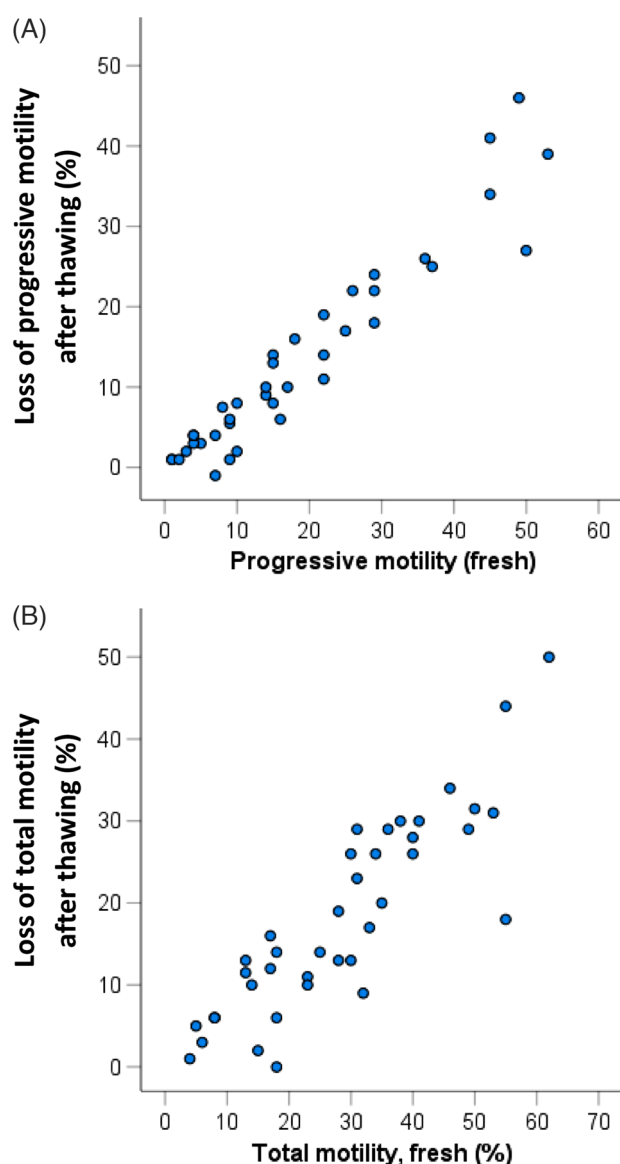 (A)
Loss of progressive motility
after thawing (%)
50
40
30
20
10
0
0 10 20 30 40 50 60
Progressive motility (fresh)
(B)
Loss of total motility
after thawing (%)
50
40
30
20
10
0
0 10 20 30 40 50 60 70
Total motility, fresh (%)